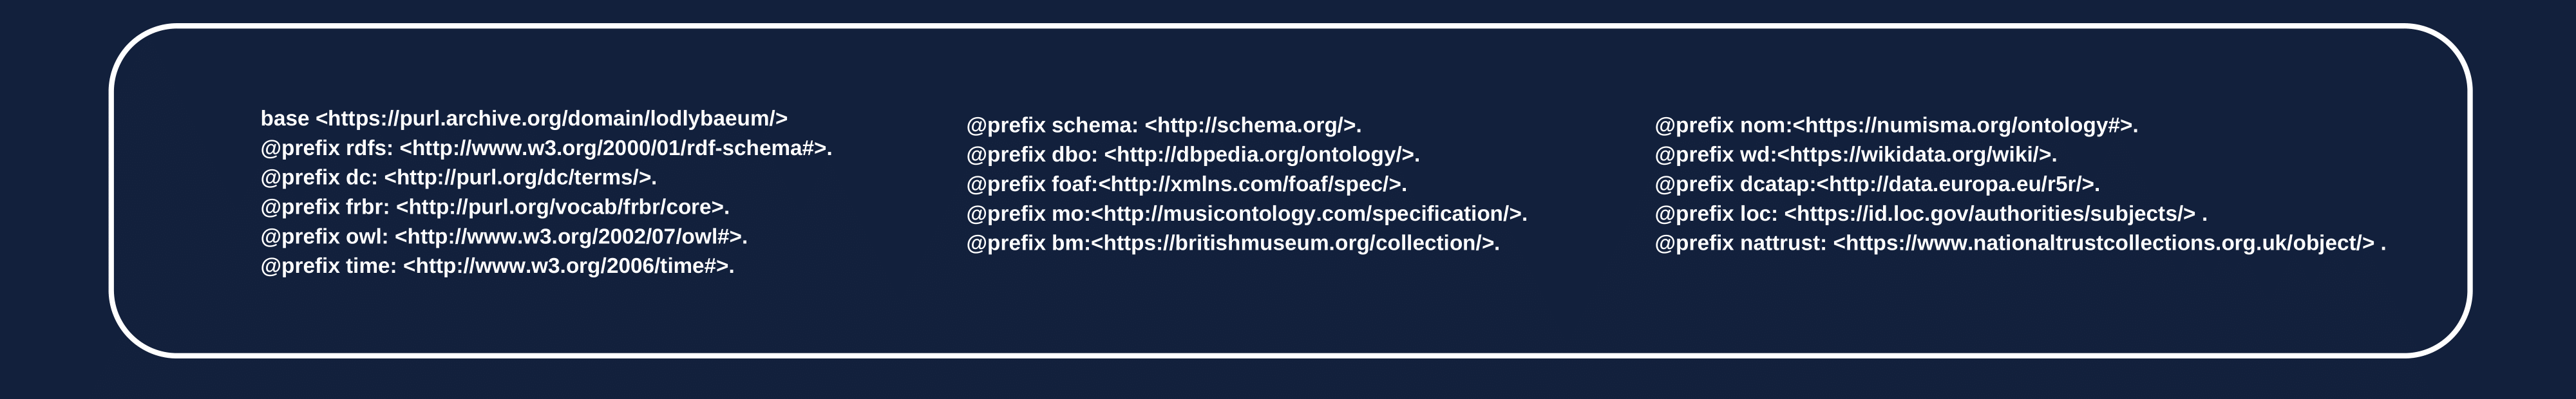 base <https://purl.archive.org/domain/lodlybaeum/>
@prefix rdfs: <http://www.w3.org/2000/01/rdf-schema#>.
@prefix dc: <http://purl.org/dc/terms/>.
@prefix frbr: <http://purl.org/vocab/frbr/core>.
@prefix owl: <http://www.w3.org/2002/07/owl#>.
@prefix time: <http://www.w3.org/2006/time#>.
@prefix schema: <http://schema.org/>.
@prefix dbo: <http://dbpedia.org/ontology/>.
@prefix foaf:<http://xmlns.com/foaf/spec/>.
@prefix mo:<http://musicontology.com/specification/>.
@prefix bm:<https://britishmuseum.org/collection/>.
@prefix nom:<https://numisma.org/ontology#>.
@prefix wd:<https://wikidata.org/wiki/>.
@prefix dcatap:<http://data.europa.eu/r5r/>.
@prefix loc: <https://id.loc.gov/authorities/subjects/> .
@prefix nattrust: <https://www.nationaltrustcollections.org.uk/object/> .